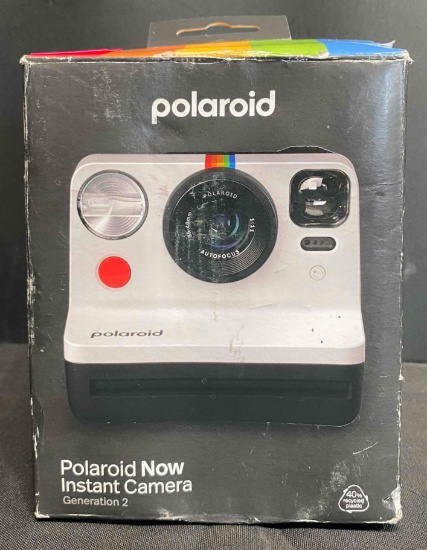 polaroid
POLAROID
AUTOFOCUS
polaroid
Polaroid Now
Instant Camera
Generation 2
40%
recycled
plastic